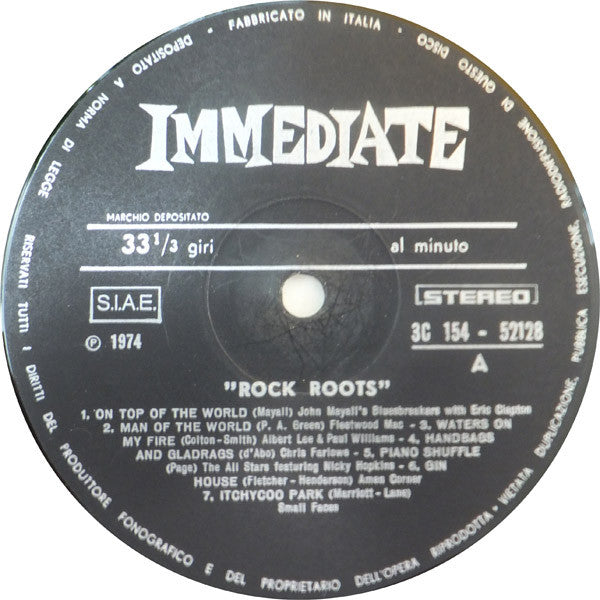 MARCHIO DEPOSITATO A NORMA DI LEGGE - FABBRICATO IN ITALIA - RISERVATI TUTTI I DIRITTI DEL PRODUTTORE FONOGRAFICO E DEL PROPRIETARIO DELL'OPERA RIPRODOTTA - VIETATA DUPLICAZIONE, PUBBLICA ESECUZIONE, RADIODIFFUSIONE DI QUESTO DISCO
IMMEDIATE
MARCHIO DEPOSITATO
33 1/3 giri al minuto
S.I.A.E.
[STEREO]
℗ 1974
3C 154 - 52128
A
"ROCK ROOTS"
1. ON TOP OF THE WORLD (Mayall) John Mayall's Bluesbreakers with Eric Clapton
2. MAN OF THE WORLD (P. A. Green) Fleetwood Mac - 3. WATERS ON
MY FIRE (Colton-Smith) Albert Lee & Paul Williams - 4. HANDBAGS
AND GLADRAGS (d'Abo) Chris Farlowe - 5. PIANO SHUFFLE
(Page) The All Stars featuring Nicky Hopkins - 6. GIN
HOUSE (Fletcher - Henderson) Amen Corner
7. ITCHYCOO PARK (Marriott - Lane)
Small Faces